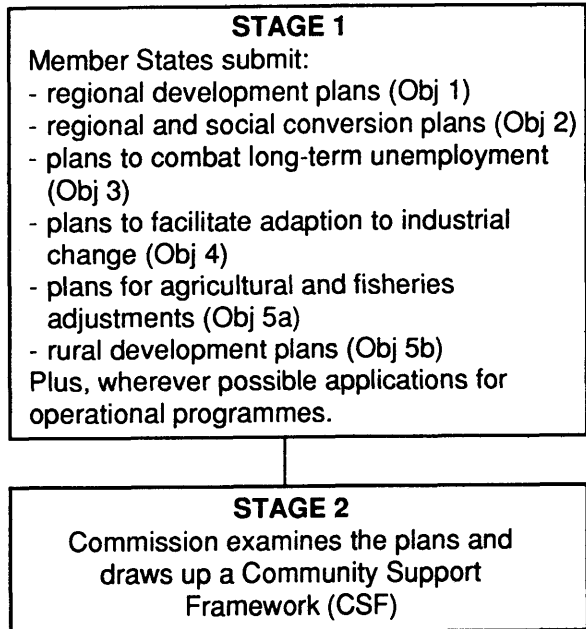 STAGE 1
Member States submit:
- regional development plans (Obj 1)
- regional and social conversion plans (Obj 2)
- plans to combat long-term unemployment
(Obj 3)
- plans to facilitate adaption to industrial
change (Obj 4)
- plans for agricultural and fisheries
adjustments (Obj 5a)
- rural development plans (Obj 5b)
Plus, wherever possible applications for
operational programmes.
STAGE 2
Commission examines the plans and
draws up a Community Support
Framework (CSF)